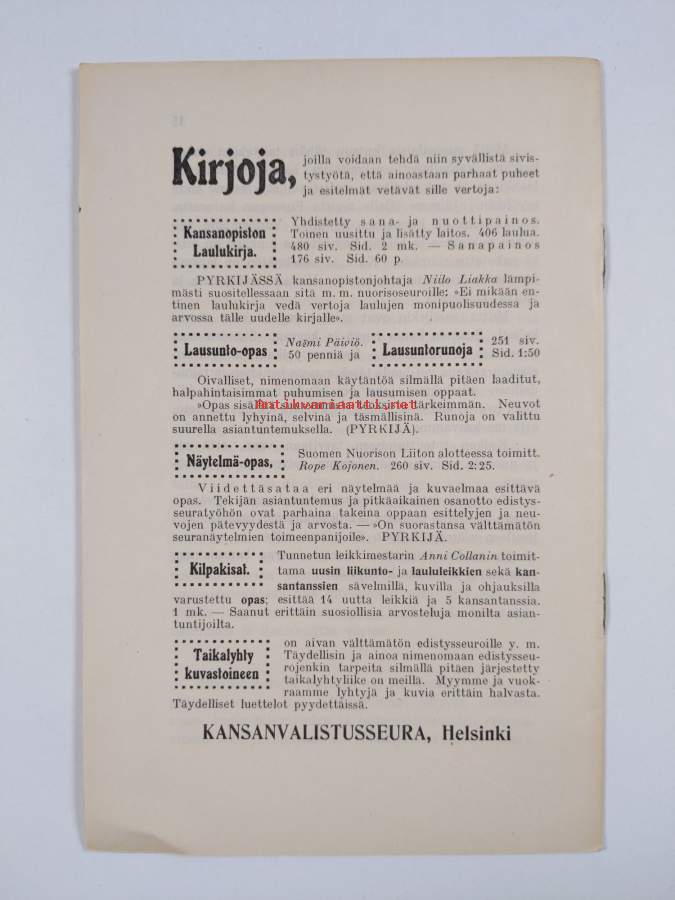 Kirjoja,
joilla voidaan tehdä niin syvällistä sivis-
tystyötä, että ainoastaan parhaat puheet
ja esitelmät vetävät sille vertoja:
Kansanopiston
Laulukirja.
Yhdistetty sana- ja nuottipainos.
Toinen uusittu ja lisätty laitos. 406 laulua.
480 siv. Sid. 2 mk. — Sanapainos
176 siv. Sid. 60 p.
PYRKIJÄSSÄ kansanopistonjohtaja Niilo Liakka lämpi-
mästi suositellessaan sitä m. m. nuorisoseuroille: »Ei mikään en-
tinen laulukirja vedä vertoja laulujen monipuolisuudessa ja
arvossa tälle uudelle kirjalle».
Lausunto-opas
Naëmi Päiviö.
50 penniä ja
Lausuntorunoja
251 siv.
Sid. 1:50
Oivalliset, nimenomaan käytäntöä silmällä pitäen laaditut,
halpahintaisimmat puhumisen ja lausumisen oppaat.
»Opas sisältää
tärkeimmän. Neuvot
Antikvariaatok.net
on annettu lyhyinä, selvinä ja täsmällisinä. Runoja on valittu
suurella asiantuntemuksella. (PYRKIJÄ).
Näytelmä-opas,
Suomen Nuorison Liiton alotteessa toimitt.
Rope Kojonen. 260 siv. Sid. 2:25.
Viidettäsataa eri näytelmää ja kuvaelmaa esittävä
opas. Tekijän asiantuntemus ja pitkäaikainen osanotto edistys-
seuratyöhön ovat parhaina takeina oppaan esittelyjen ja neu-
vojen pätevyydestä ja arvosta. — »On suorastansa välttämätön
seuranäytelmien toimeenpanijoille». PYRKIJÄ.
Kilpakisat.
Tunnetun leikkimestarin Anni Collanin toimit-
tama uusin liikunto- ja laululeikkien sekä kan-
santanssien sävelmillä, kuvilla ja ohjauksilla
varustettu opas; esittää 14 uutta leikkiä ja 5 kansantanssia.
1 mk. — Saanut erittäin suosiollisia arvosteluja monilta asian-
tuntijoilta.
Taikalyhty
kuvastoineen
on aivan välttämätön edistysseuroille y. m.
Täydellisin ja ainoa nimenomaan edistysseu-
rojenkin tarpeita silmällä pitäen järjestetty
taikalyhtyliike on meillä. Myymme ja vuok-
raamme lyhtyjä ja kuvia erittäin halvasta.
Täydelliset luettelot pyydettäissä.
KANSANVALISTUSSEURA, Helsinki